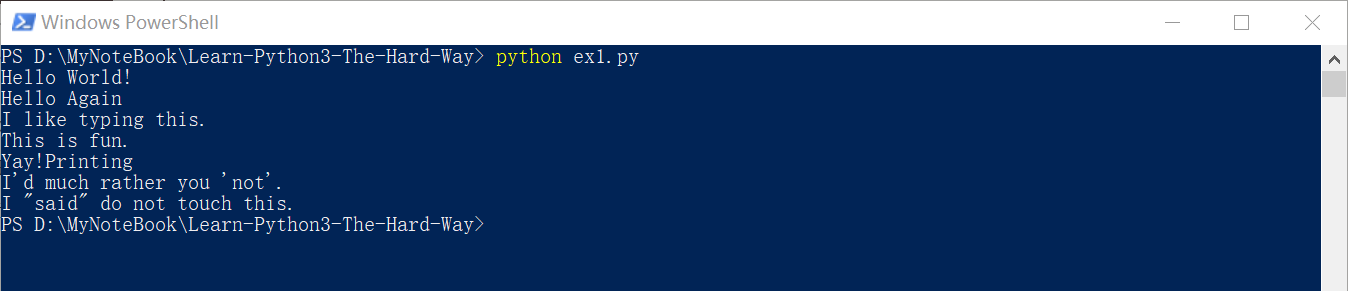 Windows PowerShell
PS D:\MyNoteBook\Learn-Python3-The-Hard-Way> python ex1.py
Hello World!
Hello Again
I like typing this.
This is fun.
Yay!Printing
I'd much rather you 'not'.
I "said" do not touch this.
PS D:\MyNoteBook\Learn-Python3-The-Hard-Way>